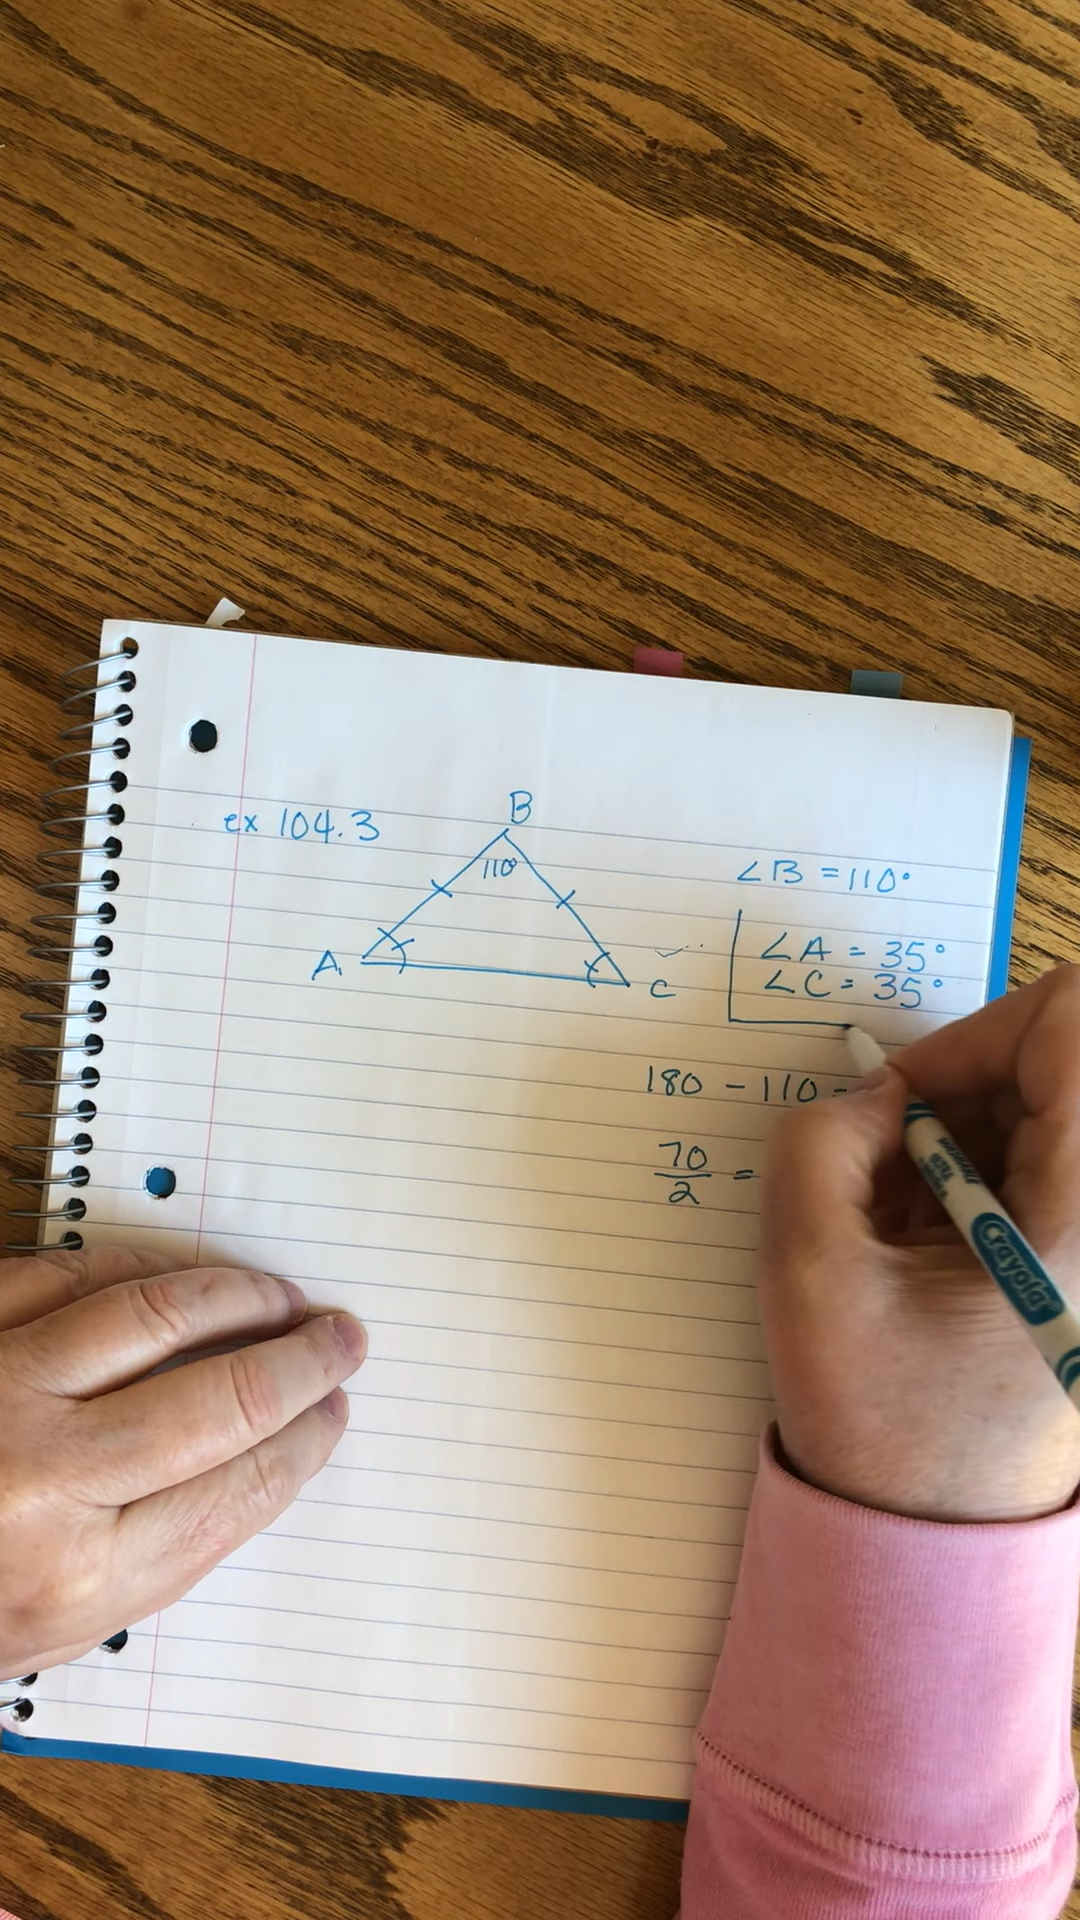 ex 104.3
B
110°
A
C
∠B = 110°
∠A = 35°
∠C = 35°
180 - 110 =
70
2
=
Crayola